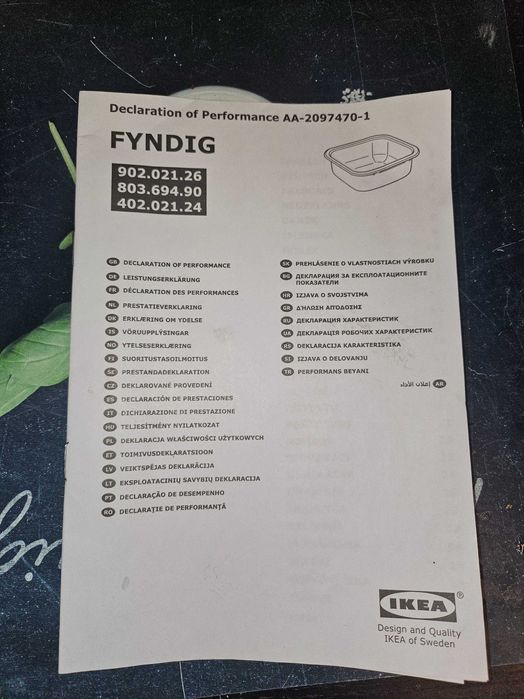 Declaration of Performance AA-2097470-1
FYNDIG
902.021.26
803.694.90
402.021.24
GB DECLARATION OF PERFORMANCE
DE LEISTUNGSERKLÄRUNG
FR DÉCLARATION DES PERFORMANCES
NL PRESTATIEVERKLARING
DK ERKLÆRING OM YDELSE
IS VÖRUUPPLÝSINGAR
NO YTELSESERKLÆRING
FI SUORITUSTASOILMOITUS
SE PRESTANDADEKLARATION
CZ DEKLAROVANÉ PROVEDENÍ
ES DECLARACIÓN DE PRESTACIONES
IT DICHIARAZIONE DI PRESTAZIONE
HU TELJESÍTMÉNY NYILATKOZAT
PL DEKLARACJA WŁAŚCIWOŚCI UŻYTKOWYCH
ET TOIMIVUSDEKLARATSIOON
LV VEIKTSPĒJAS DEKLARĀCIJA
LT EKSPLOATACINIŲ SAVYBIŲ DEKLARACIJA
PT DECLARAÇÃO DE DESEMPENHO
RO DECLARAȚIE DE PERFORMANȚĂ
SK PREHLÁSENIE O VLASTNOSTIACH VÝROBKU
BG ДЕКЛАРАЦИЯ ЗА ЕКСПЛОАТАЦИОННИТЕ
ПОКАЗАТЕЛИ
HR IZJAVA O SVOJSTVIMA
GR ΔΉΛΩΣΗ ΑΠΌΔΟΣΗΣ
RU ДЕКЛАРАЦИЯ ХАРАКТЕРИСТИК
UA ДЕКЛАРАЦІЯ РОБОЧИХ ХАРАКТЕРИСТИК
RS DEKLARACIJA KARAKTERISTIKA
SI IZJAVA O DELOVANJU
TR PERFORMANS BEYANI
AR إعلان الأداء
IKEA®
Design and Quality
IKEA of Sweden